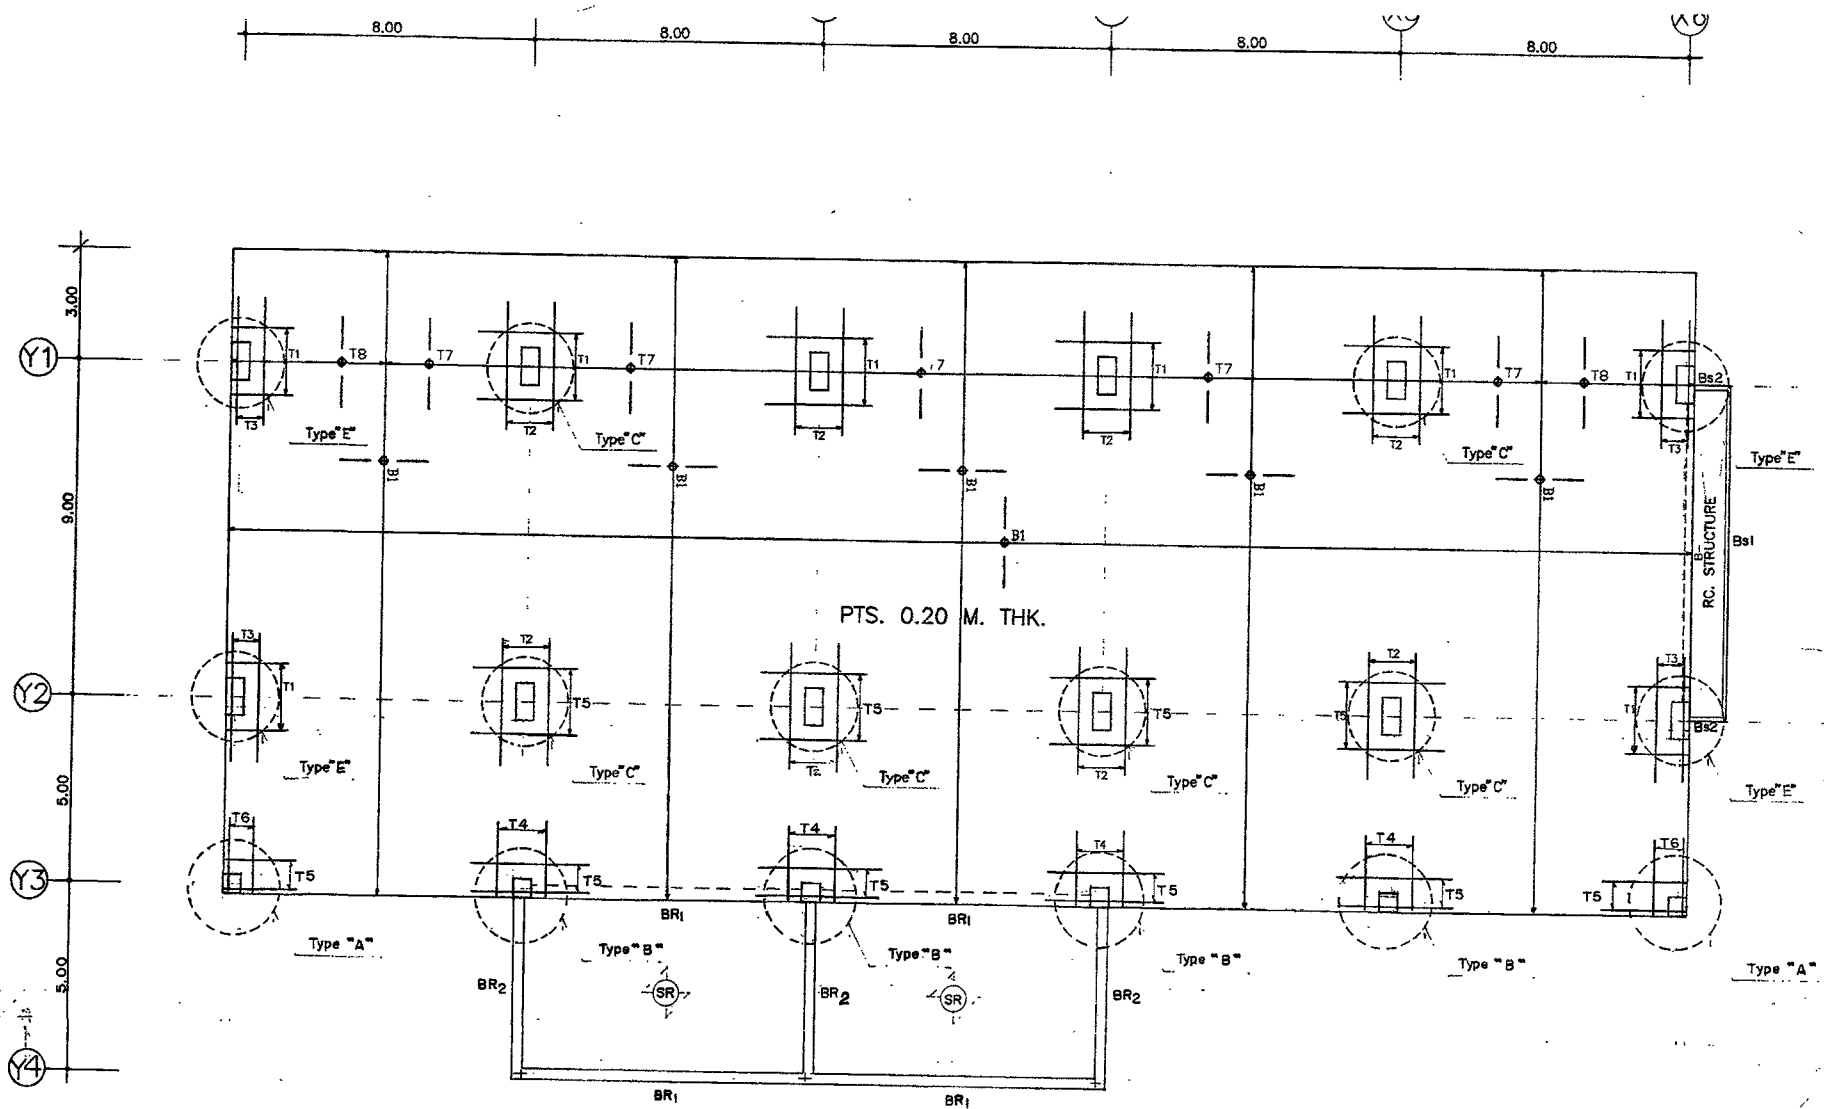 X6
8.00 8.00 8.00 8.00 8.00
3.00
Y1
T1 T8 T7 T1 T7 T1 T1 T7 T1 T7 T8 T1 Bs2
T3 Type"E" T2 Type"C" T2 T2 T2 Type"C" T3 Type"E"
B1 B1 B1 B1 B1
9.00
B1
RC. STRUCTURE
Bs1
PTS. 0.20 M. THK.
T3 T2 T2 T3
Y2
T1 T5 T5 T5 T5 T1 Bs2
Type"E" Type"C" T2 Type"C" T2 Type"C" Type"C" Type"E"
5.00
T6 T4 T4 T4 T4 T6
Y3
T5 T5 T5 T5 T5 T5
BR1 BR1
Type "A" Type "B" Type "B" Type "B" Type "B" Type "A"
5.00
BR2 SR BR2 SR BR2
Y4
BR1 BR1